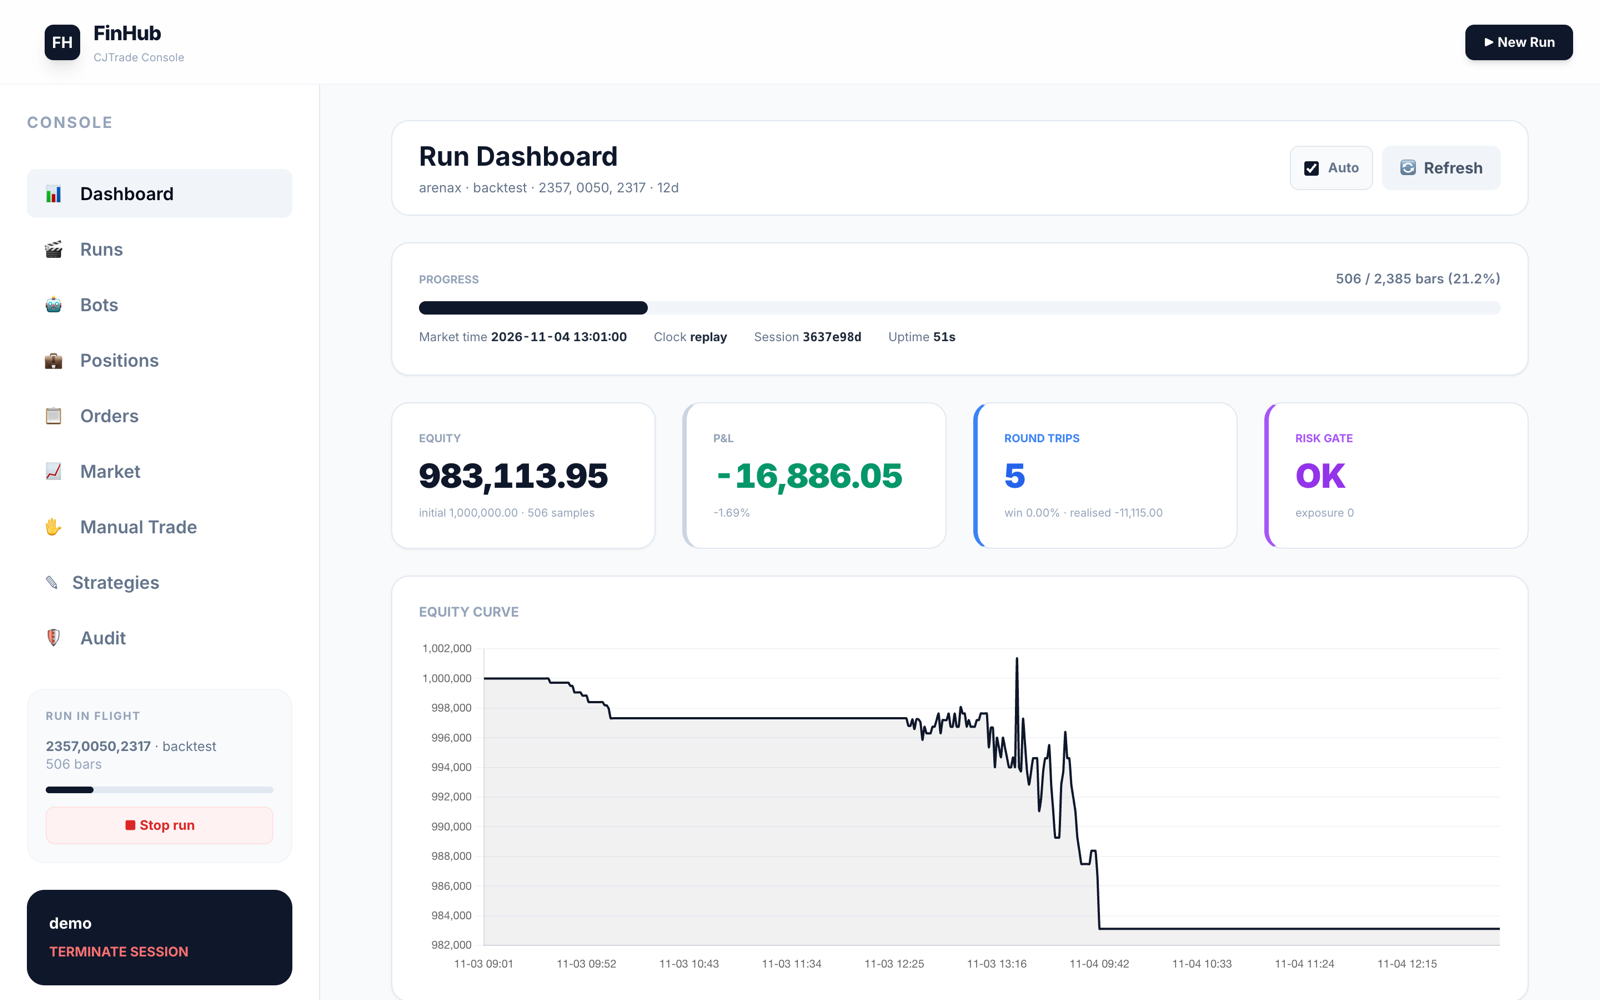 FH
FinHub
CJTrade Console
▶ New Run
CONSOLE
Dashboard
Runs
Bots
Positions
Orders
Market
Manual Trade
Strategies
Audit
RUN IN FLIGHT
2357,0050,2317 · backtest
506 bars
Stop run
demo
TERMINATE SESSION
Run Dashboard
arenax · backtest · 2357, 0050, 2317 · 12d
Auto
Refresh
PROGRESS
506 / 2,385 bars (21.2%)
Market time 2026-11-04 13:01:00 Clock replay Session 3637e98d Uptime 51s
EQUITY
983,113.95
initial 1,000,000.00 · 506 samples
P&L
-16,886.05
-1.69%
ROUND TRIPS
5
win 0.00% · realised -11,115.00
RISK GATE
OK
exposure 0
EQUITY CURVE
1,002,000
1,000,000
998,000
996,000
994,000
992,000
990,000
988,000
986,000
984,000
982,000
11-03 09:01 11-03 09:52 11-03 10:43 11-03 11:34 11-03 12:25 11-03 13:16 11-04 09:42 11-04 10:33 11-04 11:24 11-04 12:15